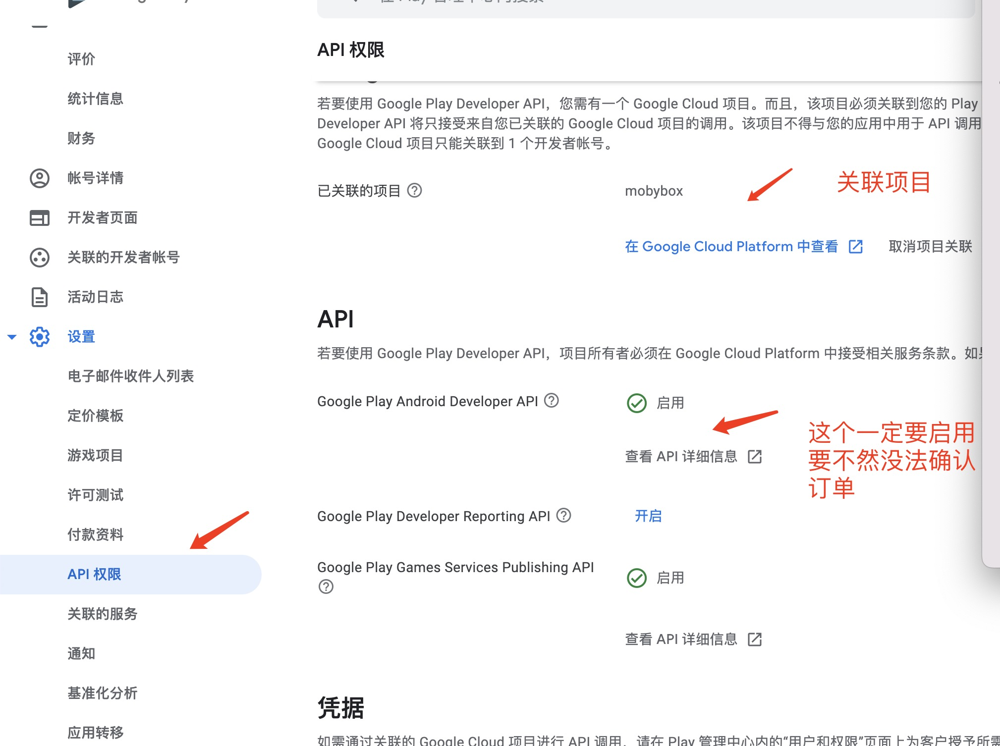 评价
统计信息
财务
帐号详情
开发者页面
关联的开发者帐号
活动日志
设置
电子邮件收件人列表
定价模板
游戏项目
许可测试
付款资料
API 权限
关联的服务
通知
基准化分析
应用转移
API 权限
若要使用 Google Play Developer API，您需有一个 Google Cloud 项目。而且，该项目必须关联到您的 Play
Developer API 将只接受来自您已关联的 Google Cloud 项目的调用。该项目不得与您的应用中用于 API 调用
Google Cloud 项目只能关联到 1 个开发者帐号。
已关联的项目
mobybox
关联项目
在 Google Cloud Platform 中查看
取消项目关联
API
若要使用 Google Play Developer API，项目所有者必须在 Google Cloud Platform 中接受相关服务条款。如
Google Play Android Developer API
启用
查看 API 详细信息
这个一定要启用
要不然没法确认
订单
Google Play Developer Reporting API
开启
Google Play Games Services Publishing API
启用
查看 API 详细信息
凭据
如需通过关联的 Google Cloud 项目进行 API 调用，请在 Play 管理中心内的“用户和权限”页面上为客户授予所需